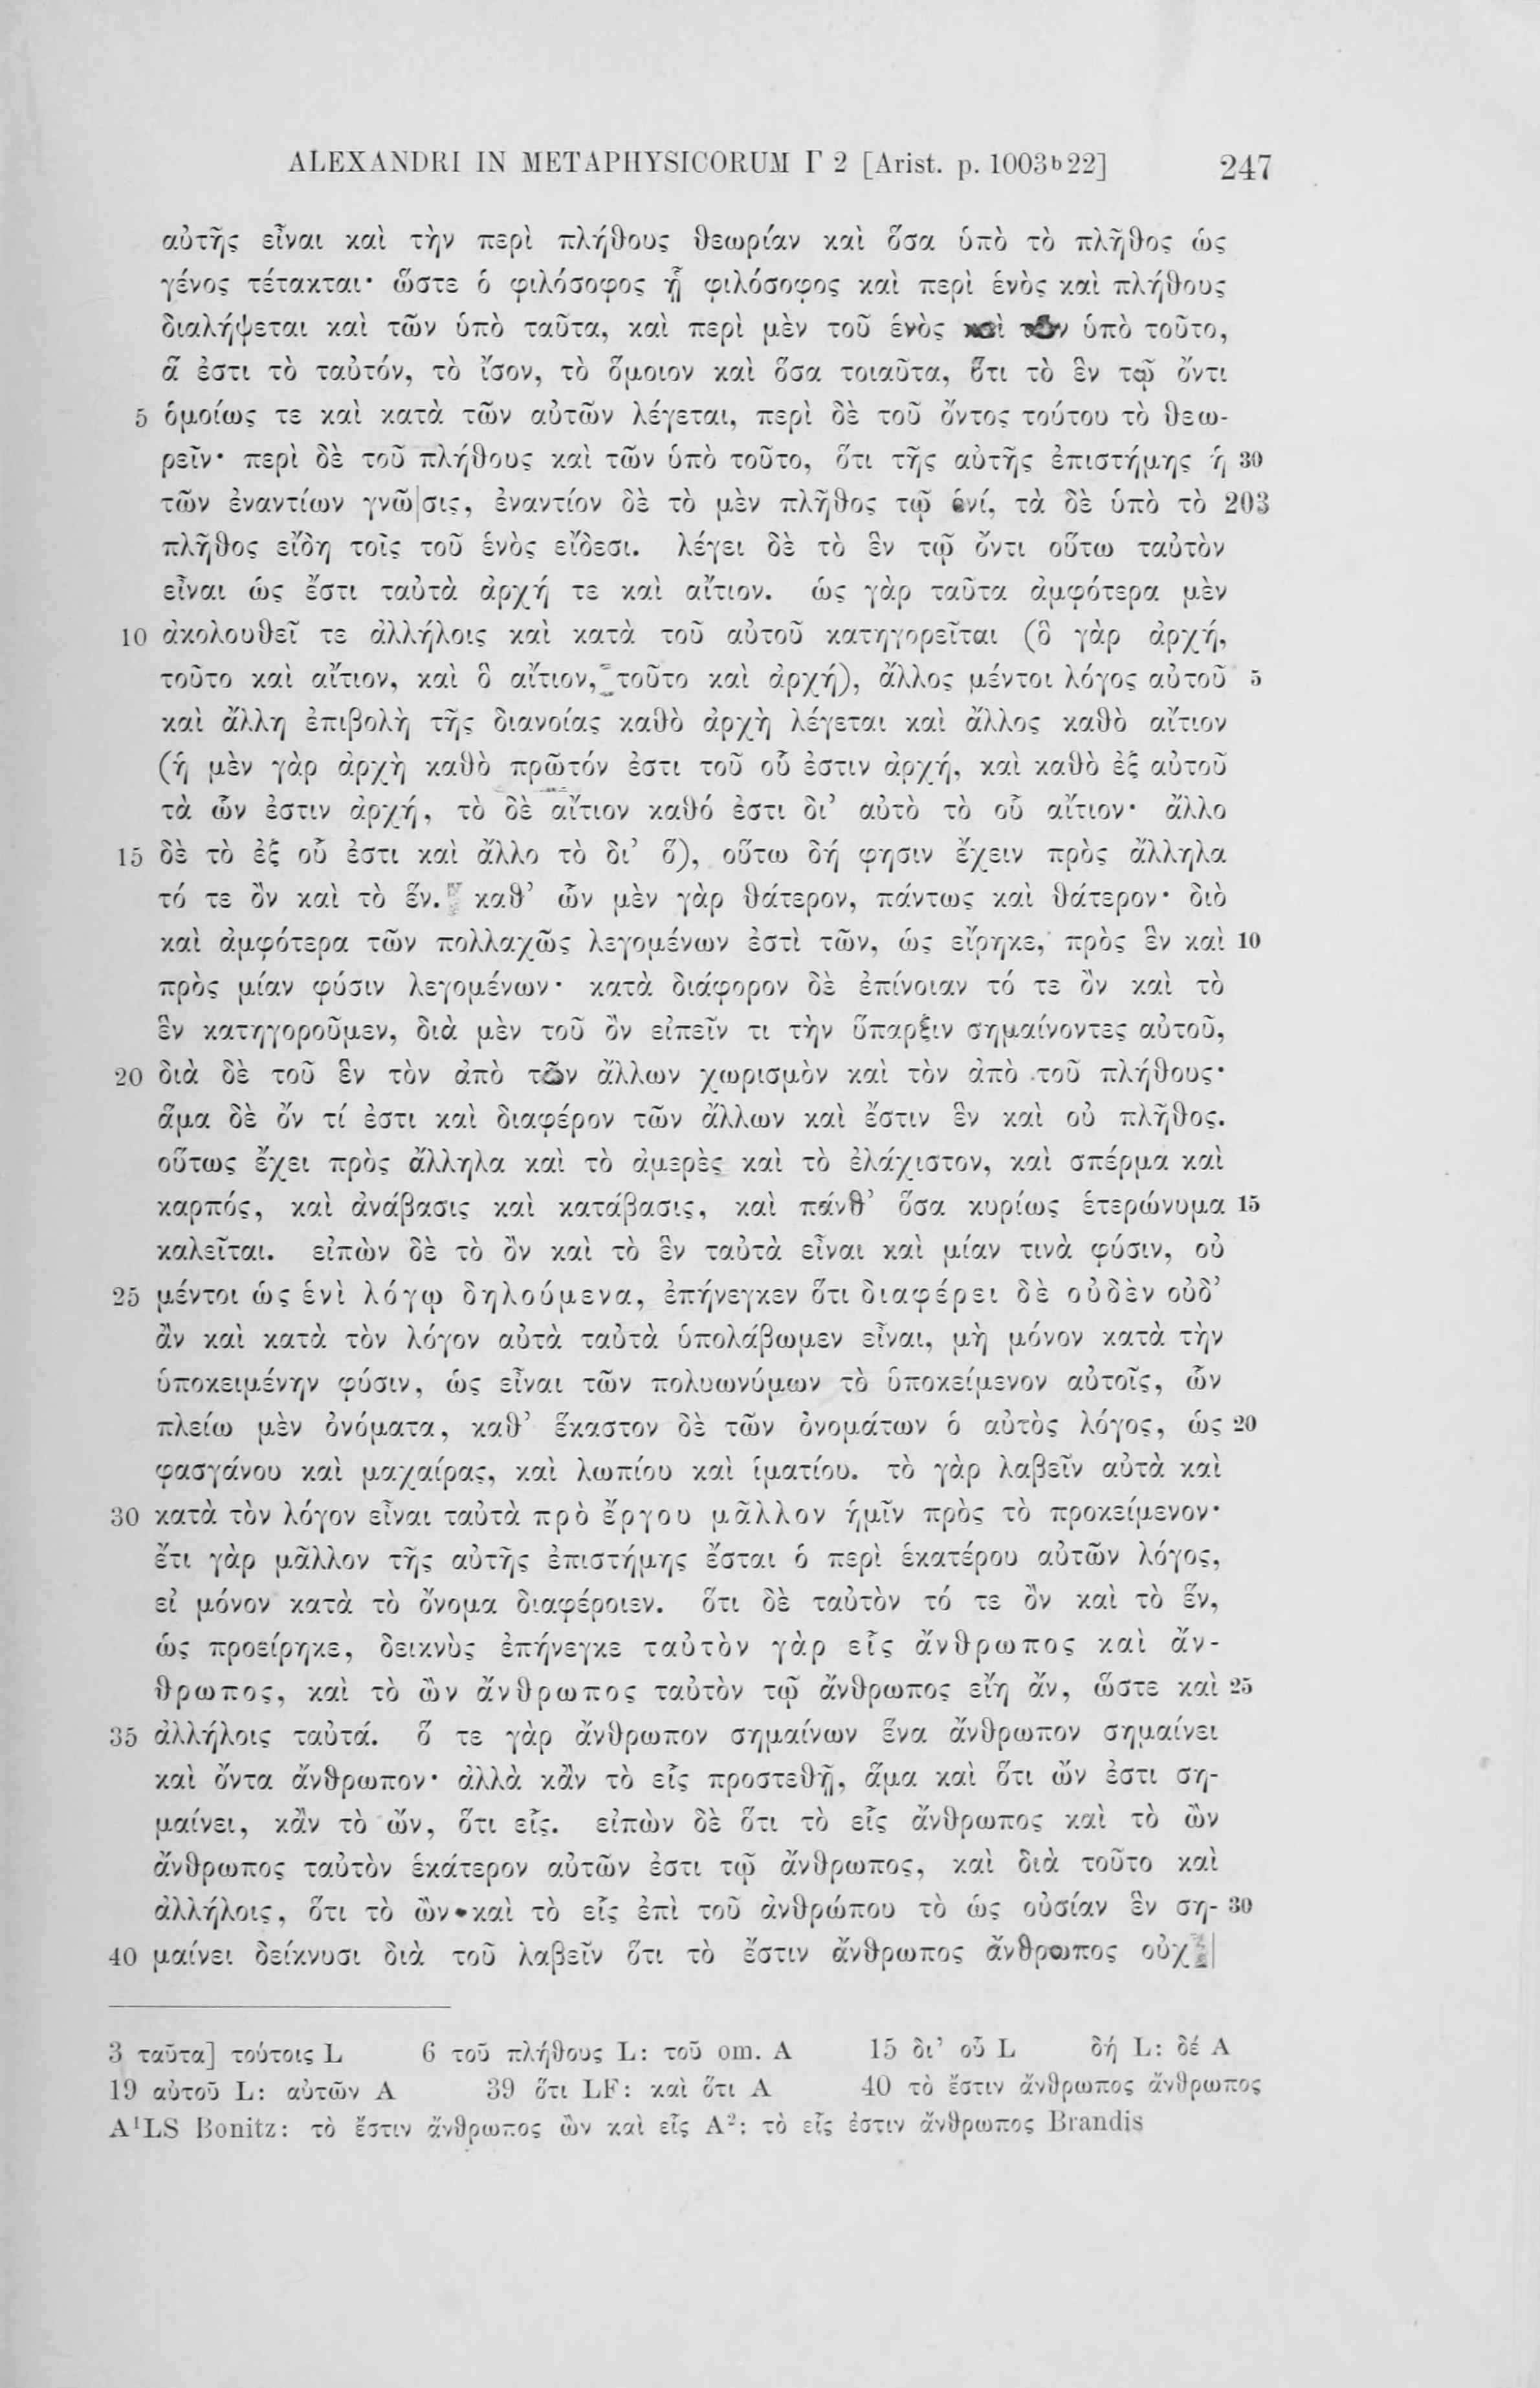 ALEXANDRI IN METAPHYSICORUM Γ 2 [Arist. p. 1003ᵇ22] 247
αὐτῆς εἶναι καὶ τὴν περὶ πλήθους θεωρίαν καὶ ὅσα ὑπὸ τὸ πλῆθος ὡς
γένος τέτακται· ὥστε ὁ φιλόσοφος ᾗ φιλόσοφος καὶ περὶ ἑνὸς καὶ πλήθους
διαλήψεται καὶ τῶν ὑπὸ ταῦτα, καὶ περὶ μὲν τοῦ ἑνὸς καὶ τῶν ὑπὸ τοῦτο,
ἅ ἐστι τὸ ταὐτόν, τὸ ἴσον, τὸ ὅμοιον καὶ ὅσα τοιαῦτα, ὅτι τὸ ἓν τῷ ὄντι
5 ὁμοίως τε καὶ κατὰ τῶν αὐτῶν λέγεται, περὶ δὲ τοῦ ὄντος τούτου τὸ θεω-
ρεῖν· περὶ δὲ τοῦ πλήθους καὶ τῶν ὑπὸ τοῦτο, ὅτι τῆς αὐτῆς ἐπιστήμης ἡ 30
τῶν ἐναντίων γνῶ|σις, ἐναντίον δὲ τὸ μὲν πλῆθος τῷ ἑνί, τὰ δὲ ὑπὸ τὸ 203
πλῆθος εἴδη τοῖς τοῦ ἑνὸς εἴδεσι. λέγει δὲ τὸ ἓν τῷ ὄντι οὕτω ταὐτὸν
εἶναι ὡς ἔστι ταὐτὰ ἀρχή τε καὶ αἴτιον. ὡς γὰρ ταῦτα ἀμφότερα μὲν
10 ἀκολουθεῖ τε ἀλλήλοις καὶ κατὰ τοῦ αὐτοῦ κατηγορεῖται (ὃ γὰρ ἀρχή,
τοῦτο καὶ αἴτιον, καὶ ὃ αἴτιον, τοῦτο καὶ ἀρχή), ἄλλος μέντοι λόγος αὐτοῦ 5
καὶ ἄλλη ἐπιβολὴ τῆς διανοίας καθὸ ἀρχὴ λέγεται καὶ ἄλλος καθὸ αἴτιον
(ἡ μὲν γὰρ ἀρχὴ καθὸ πρῶτόν ἐστι τοῦ οὗ ἐστιν ἀρχή, καὶ καθὸ ἐξ αὐτοῦ
τὰ ὧν ἐστιν ἀρχή, τὸ δὲ αἴτιον καθό ἐστι δι’ αὐτὸ τὸ οὗ αἴτιον· ἄλλο
15 δὲ τὸ ἐξ οὗ ἐστι καὶ ἄλλο τὸ δι’ ὅ), οὕτω δή φησιν ἔχειν πρὸς ἄλληλα
τό τε ὂν καὶ τὸ ἕν. καθ’ ὧν μὲν γὰρ θάτερον, πάντως καὶ θάτερον· διὸ
καὶ ἀμφότερα τῶν πολλαχῶς λεγομένων ἐστὶ τῶν, ὡς εἴρηκε, πρὸς ἓν καὶ 10
πρὸς μίαν φύσιν λεγομένων· κατὰ διάφορον δὲ ἐπίνοιαν τό τε ὂν καὶ τὸ
ἓν κατηγοροῦμεν, διὰ μὲν τοῦ ὂν εἰπεῖν τι τὴν ὕπαρξιν σημαίνοντες αὐτοῦ,
20 διὰ δὲ τοῦ ἓν τὸν ἀπὸ τῶν ἄλλων χωρισμὸν καὶ τὸν ἀπὸ τοῦ πλήθους·
ἅμα δὲ ὄν τί ἐστι καὶ διαφέρον τῶν ἄλλων καὶ ἔστιν ἓν καὶ οὐ πλῆθος.
οὕτως ἔχει πρὸς ἄλληλα καὶ τὸ ἀμερὲς καὶ τὸ ἐλάχιστον, καὶ σπέρμα καὶ
καρπός, καὶ ἀνάβασις καὶ κατάβασις, καὶ πάνθ’ ὅσα κυρίως ἑτερώνυμα 15
καλεῖται. εἰπὼν δὲ τὸ ὂν καὶ τὸ ἓν ταὐτὰ εἶναι καὶ μίαν τινὰ φύσιν, οὐ
25 μέντοι ὡς ἑνὶ λόγῳ δηλούμενα, ἐπήνεγκεν ὅτι διαφέρει δὲ οὐδὲν οὐδ’
ἂν καὶ κατὰ τὸν λόγον αὐτὰ ταὐτὰ ὑπολάβωμεν εἶναι, μὴ μόνον κατὰ τὴν
ὑποκειμένην φύσιν, ὡς εἶναι τῶν πολυωνύμων τὸ ὑποκείμενον αὐτοῖς, ὧν
πλείω μὲν ὀνόματα, καθ’ ἕκαστον δὲ τῶν ὀνομάτων ὁ αὐτὸς λόγος, ὡς 20
φασγάνου καὶ μαχαίρας, καὶ λωπίου καὶ ἱματίου. τὸ γὰρ λαβεῖν αὐτὰ καὶ
30 κατὰ τὸν λόγον εἶναι ταὐτὰ πρὸ ἔργου μᾶλλον ἡμῖν πρὸς τὸ προκείμενον·
ἔτι γὰρ μᾶλλον τῆς αὐτῆς ἐπιστήμης ἔσται ὁ περὶ ἑκατέρου αὐτῶν λόγος,
εἰ μόνον κατὰ τὸ ὄνομα διαφέροιεν. ὅτι δὲ ταὐτὸν τό τε ὂν καὶ τὸ ἕν,
ὡς προείρηκε, δεικνὺς ἐπήνεγκε ταὐτὸν γὰρ εἷς ἄνθρωπος καὶ ἄν-
θρωπος, καὶ τὸ ὢν ἄνθρωπος ταὐτὸν τῷ ἄνθρωπος εἴη ἄν, ὥστε καὶ 25
35 ἀλλήλοις ταὐτά. ὅ τε γὰρ ἄνθρωπον σημαίνων ἕνα ἄνθρωπον σημαίνει
καὶ ὄντα ἄνθρωπον· ἀλλὰ κἂν τὸ εἷς προστεθῇ, ἅμα καὶ ὅτι ὤν ἐστι ση-
μαίνει, κἂν τὸ ὤν, ὅτι εἷς. εἰπὼν δὲ ὅτι τὸ εἷς ἄνθρωπος καὶ τὸ ὢν
ἄνθρωπος ταὐτὸν ἑκάτερον αὐτῶν ἐστι τῷ ἄνθρωπος, καὶ διὰ τοῦτο καὶ
ἀλλήλοις, ὅτι τὸ ὢν καὶ τὸ εἷς ἐπὶ τοῦ ἀνθρώπου τὸ ὡς οὐσίαν ἓν ση- 30
40 μαίνει δείκνυσι διὰ τοῦ λαβεῖν ὅτι τὸ ἔστιν ἄνθρωπος ἄνθρωπος οὐχ |
3 ταῦτα] τούτοις L 6 τοῦ πλήθους L: τοῦ om. A 15 δι’ οὗ L δή L: δέ A
19 αὐτοῦ L: αὐτῶν A 39 ὅτι LF: καὶ ὅτι A 40 τὸ ἔστιν ἄνθρωπος ἄνθρωπος
A¹LS Bonitz: τὸ ἔστιν ἄνθρωπος ὢν καὶ εἷς A²: τὸ εἷς ἐστιν ἄνθρωπος Brandis